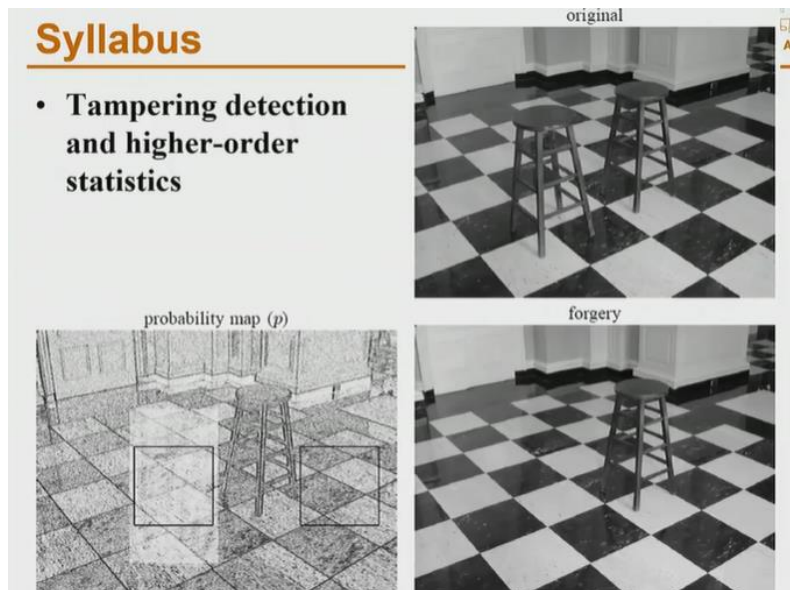 Syllabus
• Tampering detection
and higher-order
statistics
original
probability map (p)
forgery
A